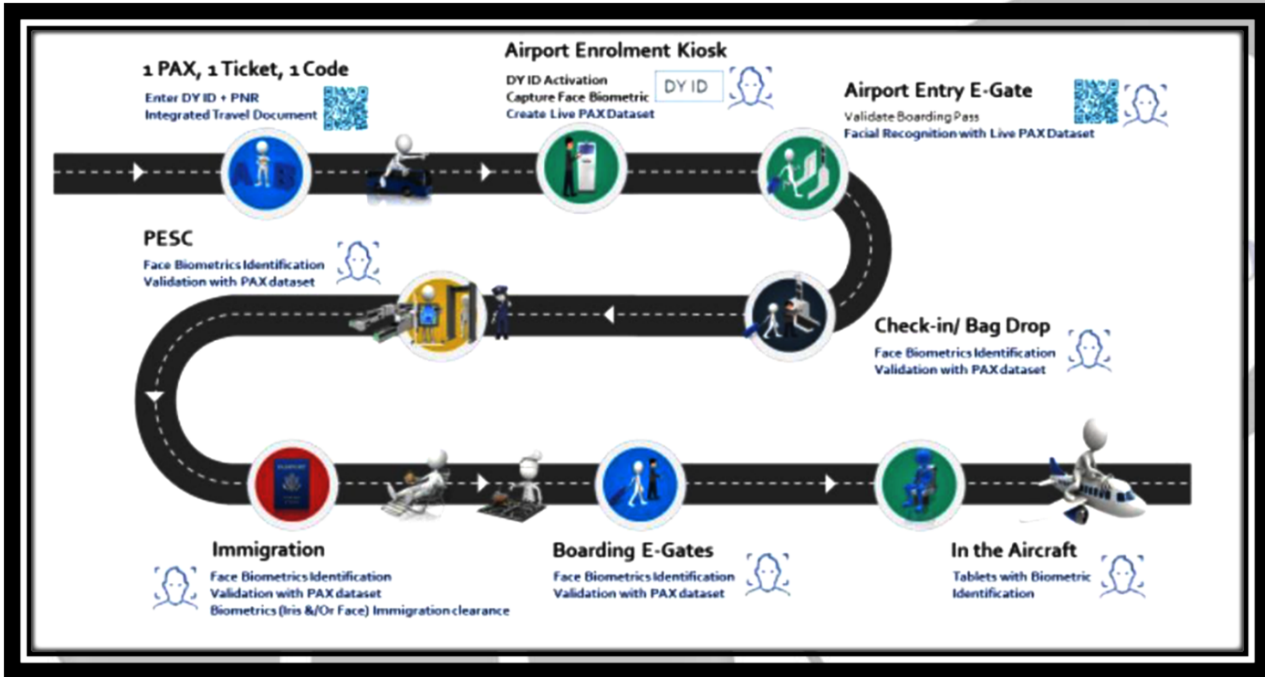 1 PAX, 1 Ticket, 1 Code
Enter DY ID + PNR
Integrated Travel Document
Airport Enrolment Kiosk
DY ID Activation
Capture Face Biometric
Create Live PAX Dataset
DY ID
Airport Entry E-Gate
Validate Boarding Pass
Facial Recognition with Live PAX Dataset
A B
PESC
Face Biometrics Identification
Validation with PAX dataset
Check-in/ Bag Drop
Face Biometrics Identification
Validation with PAX dataset
PASSPORT
Immigration
Face Biometrics Identification
Validation with PAX dataset
Biometrics (Iris &/Or Face) Immigration clearance
Boarding E-Gates
Face Biometrics Identification
Validation with PAX dataset
In the Aircraft
Tablets with Biometric
Identification